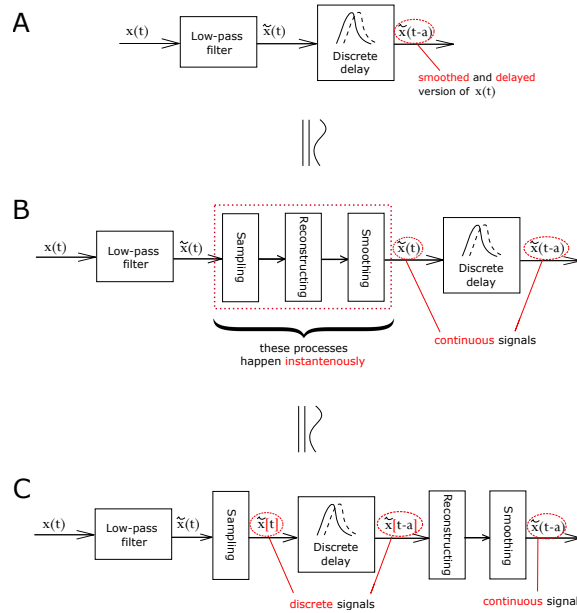 A
x(t)
Low-pass
filter
x̃(t)
Discrete
delay
x̃(t-a)
smoothed and delayed
version of x(t)
B
x(t)
Low-pass
filter
x̃(t)
Sampling
Reconstructing
Smoothing
x̃(t)
Discrete
delay
x̃(t-a)
these processes
happen instantenously
continuous signals
C
x(t)
Low-pass
filter
x̃(t)
Sampling
x̃[t]
Discrete
delay
x̃[t-a]
Reconstructing
Smoothing
x̃(t-a)
discrete signals
continuous signal